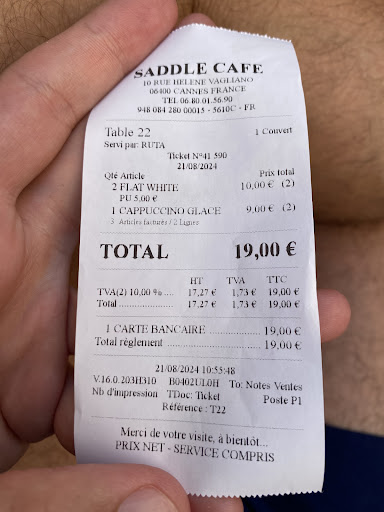 SADDLE CAFE
10 RUE HELENE VAGLIANO
06400 CANNES FRANCE
TEL 06.80.01.56.90
948 084 280 00015 - 5610C - FR
Table 22 1 Couvert
Servi par: RUTA
Ticket N°41 590
21/08/2024
Qté Article Prix total
2 FLAT WHITE 10,00 € (2)
PU 5,00 €
1 CAPPUCCINO GLACE 9,00 € (2)
3 Articles facturés / 2 Lignes
TOTAL 19,00 €
HT TVA TTC
TVA(2) 10,00 % .... 17,27 € 1,73 € 19,00 €
Total .................... 17,27 € 1,73 € 19,00 €
1 CARTE BANCAIRE .................. 19,00 €
Total réglement .......................... 19,00 €
21/08/2024 10:55:48
V.16.0.203H310 B0402UL0H To: Notes Ventes
Nb d'impression TDoc: Ticket Poste P1
Référence : T22
Merci de votre visite, à bientôt...
PRIX NET - SERVICE COMPRIS